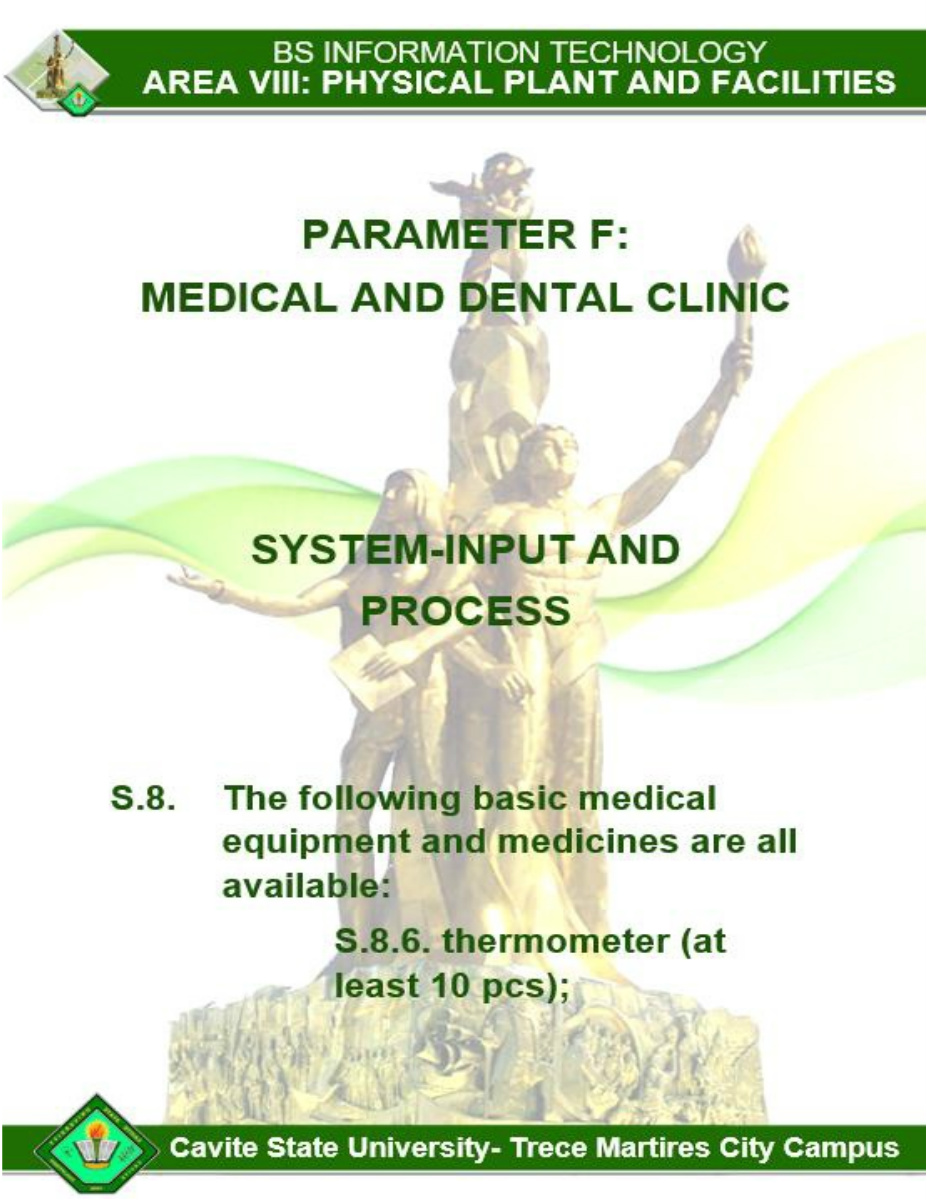 BS INFORMATION TECHNOLOGY
AREA VIII: PHYSICAL PLANT AND FACILITIES
PARAMETER F:
MEDICAL AND DENTAL CLINIC
SYSTEM-INPUT AND
PROCESS
S.8. The following basic medical
equipment and medicines are all
available:
S.8.6. thermometer (at
least 10 pcs);
Cavite State University- Trece Martires City Campus